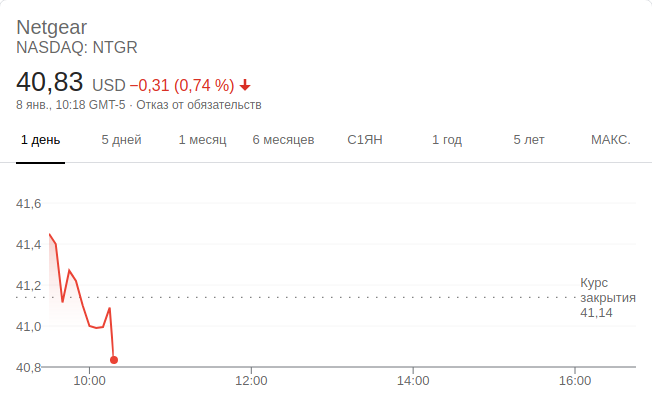 Netgear
NASDAQ: NTGR
40,83 USD −0,31 (0,74 %)
8 янв., 10:18 GMT-5 · Отказ от обязательств
1 день 5 дней 1 месяц 6 месяцев С1ЯН 1 год 5 лет МАКС.
41,6
41,4
41,2
41,0
40,8
Курс
закрытия
41,14
10:00 12:00 14:00 16:00